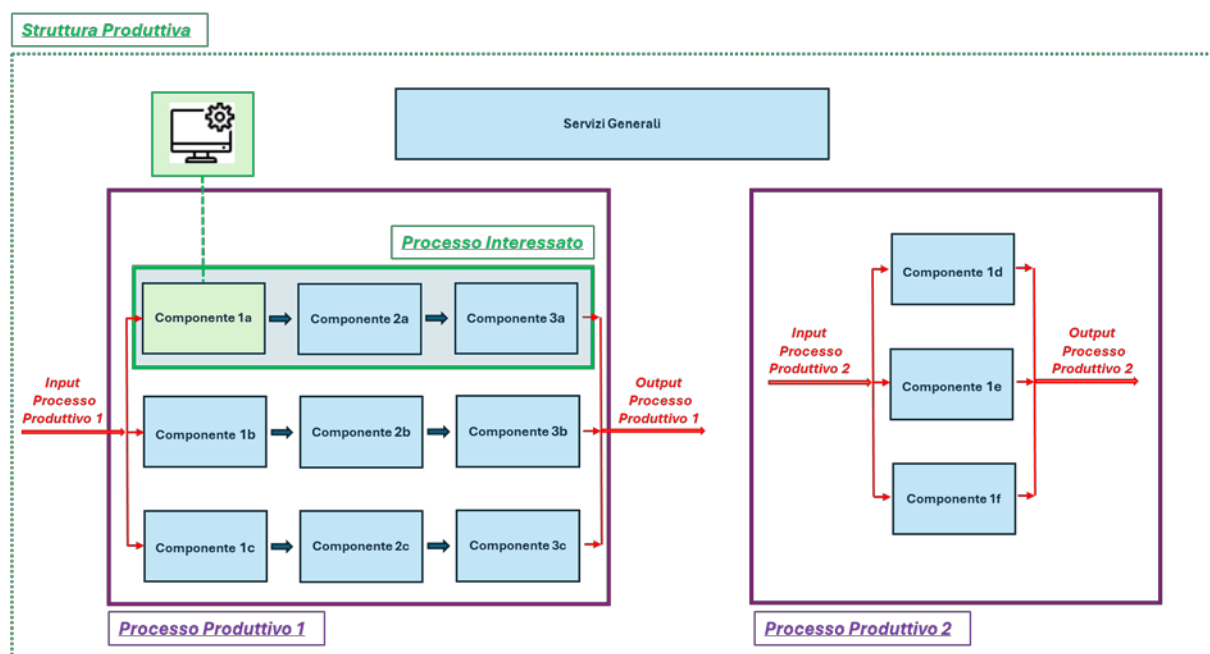 Struttura Produttiva
Servizi Generali
Processo Interessato
Componente 1a
Componente 2a
Componente 3a
Input
Processo
Produttivo 1
Output
Processo
Produttivo 1
Componente 1b
Componente 2b
Componente 3b
Componente 1c
Componente 2c
Componente 3c
Processo Produttivo 1
Componente 1d
Input
Processo
Produttivo 2
Output
Processo
Produttivo 2
Componente 1e
Componente 1f
Processo Produttivo 2